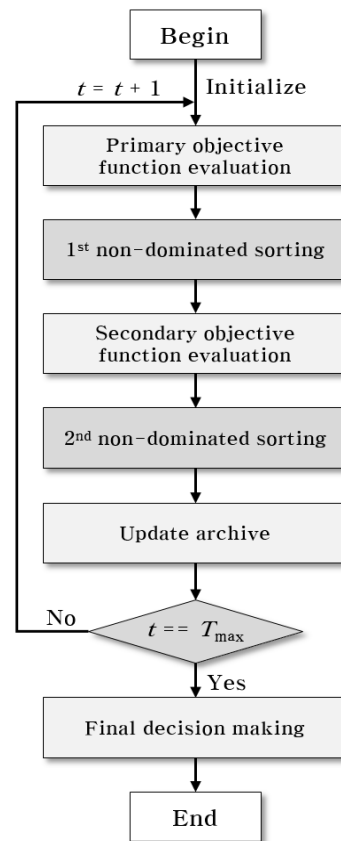 Begin
t = t + 1
Initialize
Primary objective
function evaluation
1st non-dominated sorting
Secondary objective
function evaluation
2nd non-dominated sorting
Update archive
No
t == Tmax
Yes
Final decision making
End